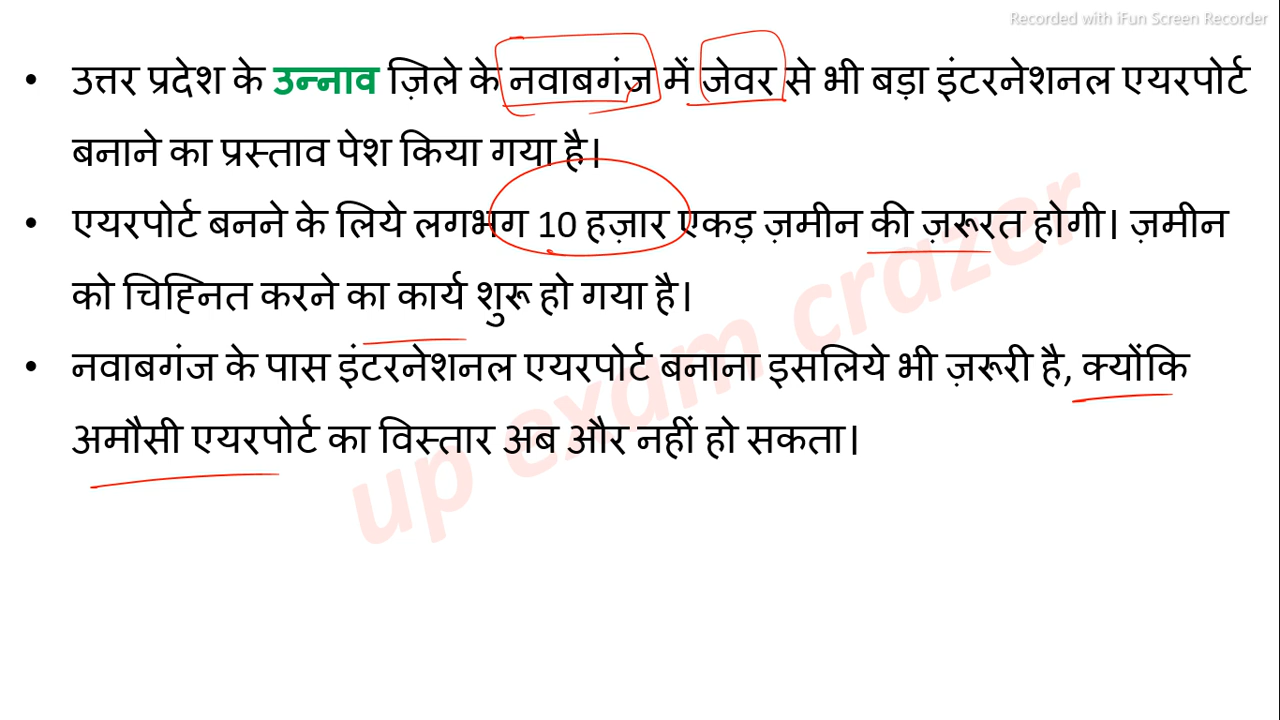 Recorded with iFun Screen Recorder
• उत्तर प्रदेश के उन्नाव ज़िले के नवाबगंज में जेवर से भी बड़ा इंटरनेशनल एयरपोर्ट
बनाने का प्रस्ताव पेश किया गया है।
• एयरपोर्ट बनने के लिये लगभग 10 हज़ार एकड़ ज़मीन की ज़रूरत होगी। ज़मीन
को चिह्नित करने का कार्य शुरू हो गया है।
• नवाबगंज के पास इंटरनेशनल एयरपोर्ट बनाना इसलिये भी ज़रूरी है, क्योंकि
अमौसी एयरपोर्ट का विस्तार अब और नहीं हो सकता।
up exam crazer